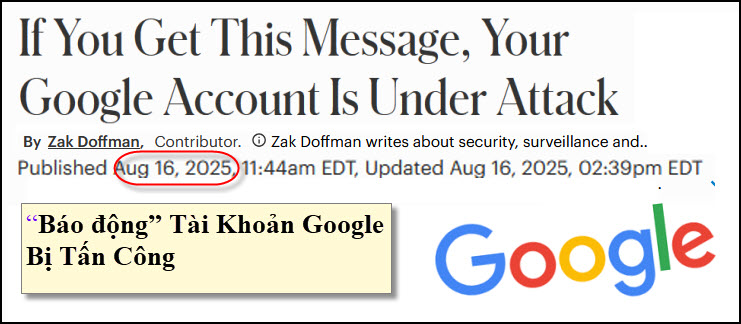 If You Get This Message, Your
Google Account Is Under Attack
By Zak Doffman, Contributor. ⓘ Zak Doffman writes about security, surveillance and..
Published Aug 16, 2025, 11:44am EDT, Updated Aug 16, 2025, 02:39pm EDT
“Báo động” Tài Khoản Google
Bị Tấn Công
Google